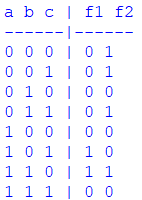 a b c | f1 f2
------|------
0 0 0 | 0 1
0 0 1 | 0 1
0 1 0 | 0 0
0 1 1 | 0 1
1 0 0 | 0 0
1 0 1 | 1 0
1 1 0 | 1 1
1 1 1 | 0 0